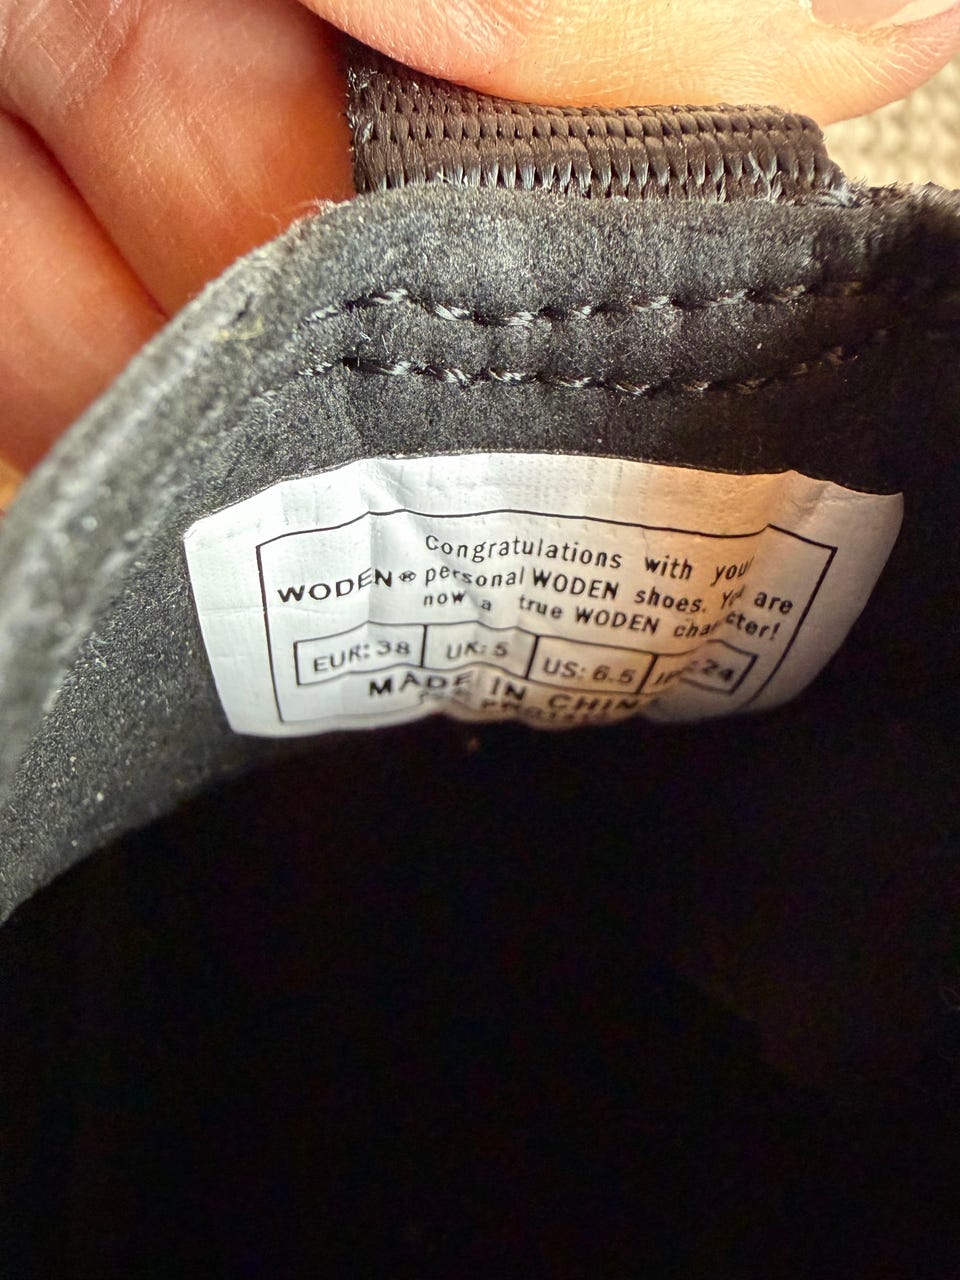 Congratulations with your
WODEN® personal WODEN shoes. You are
now a true WODEN character!
EUR: 38 UK: 5 US: 6.5 24
MADE IN CHINA